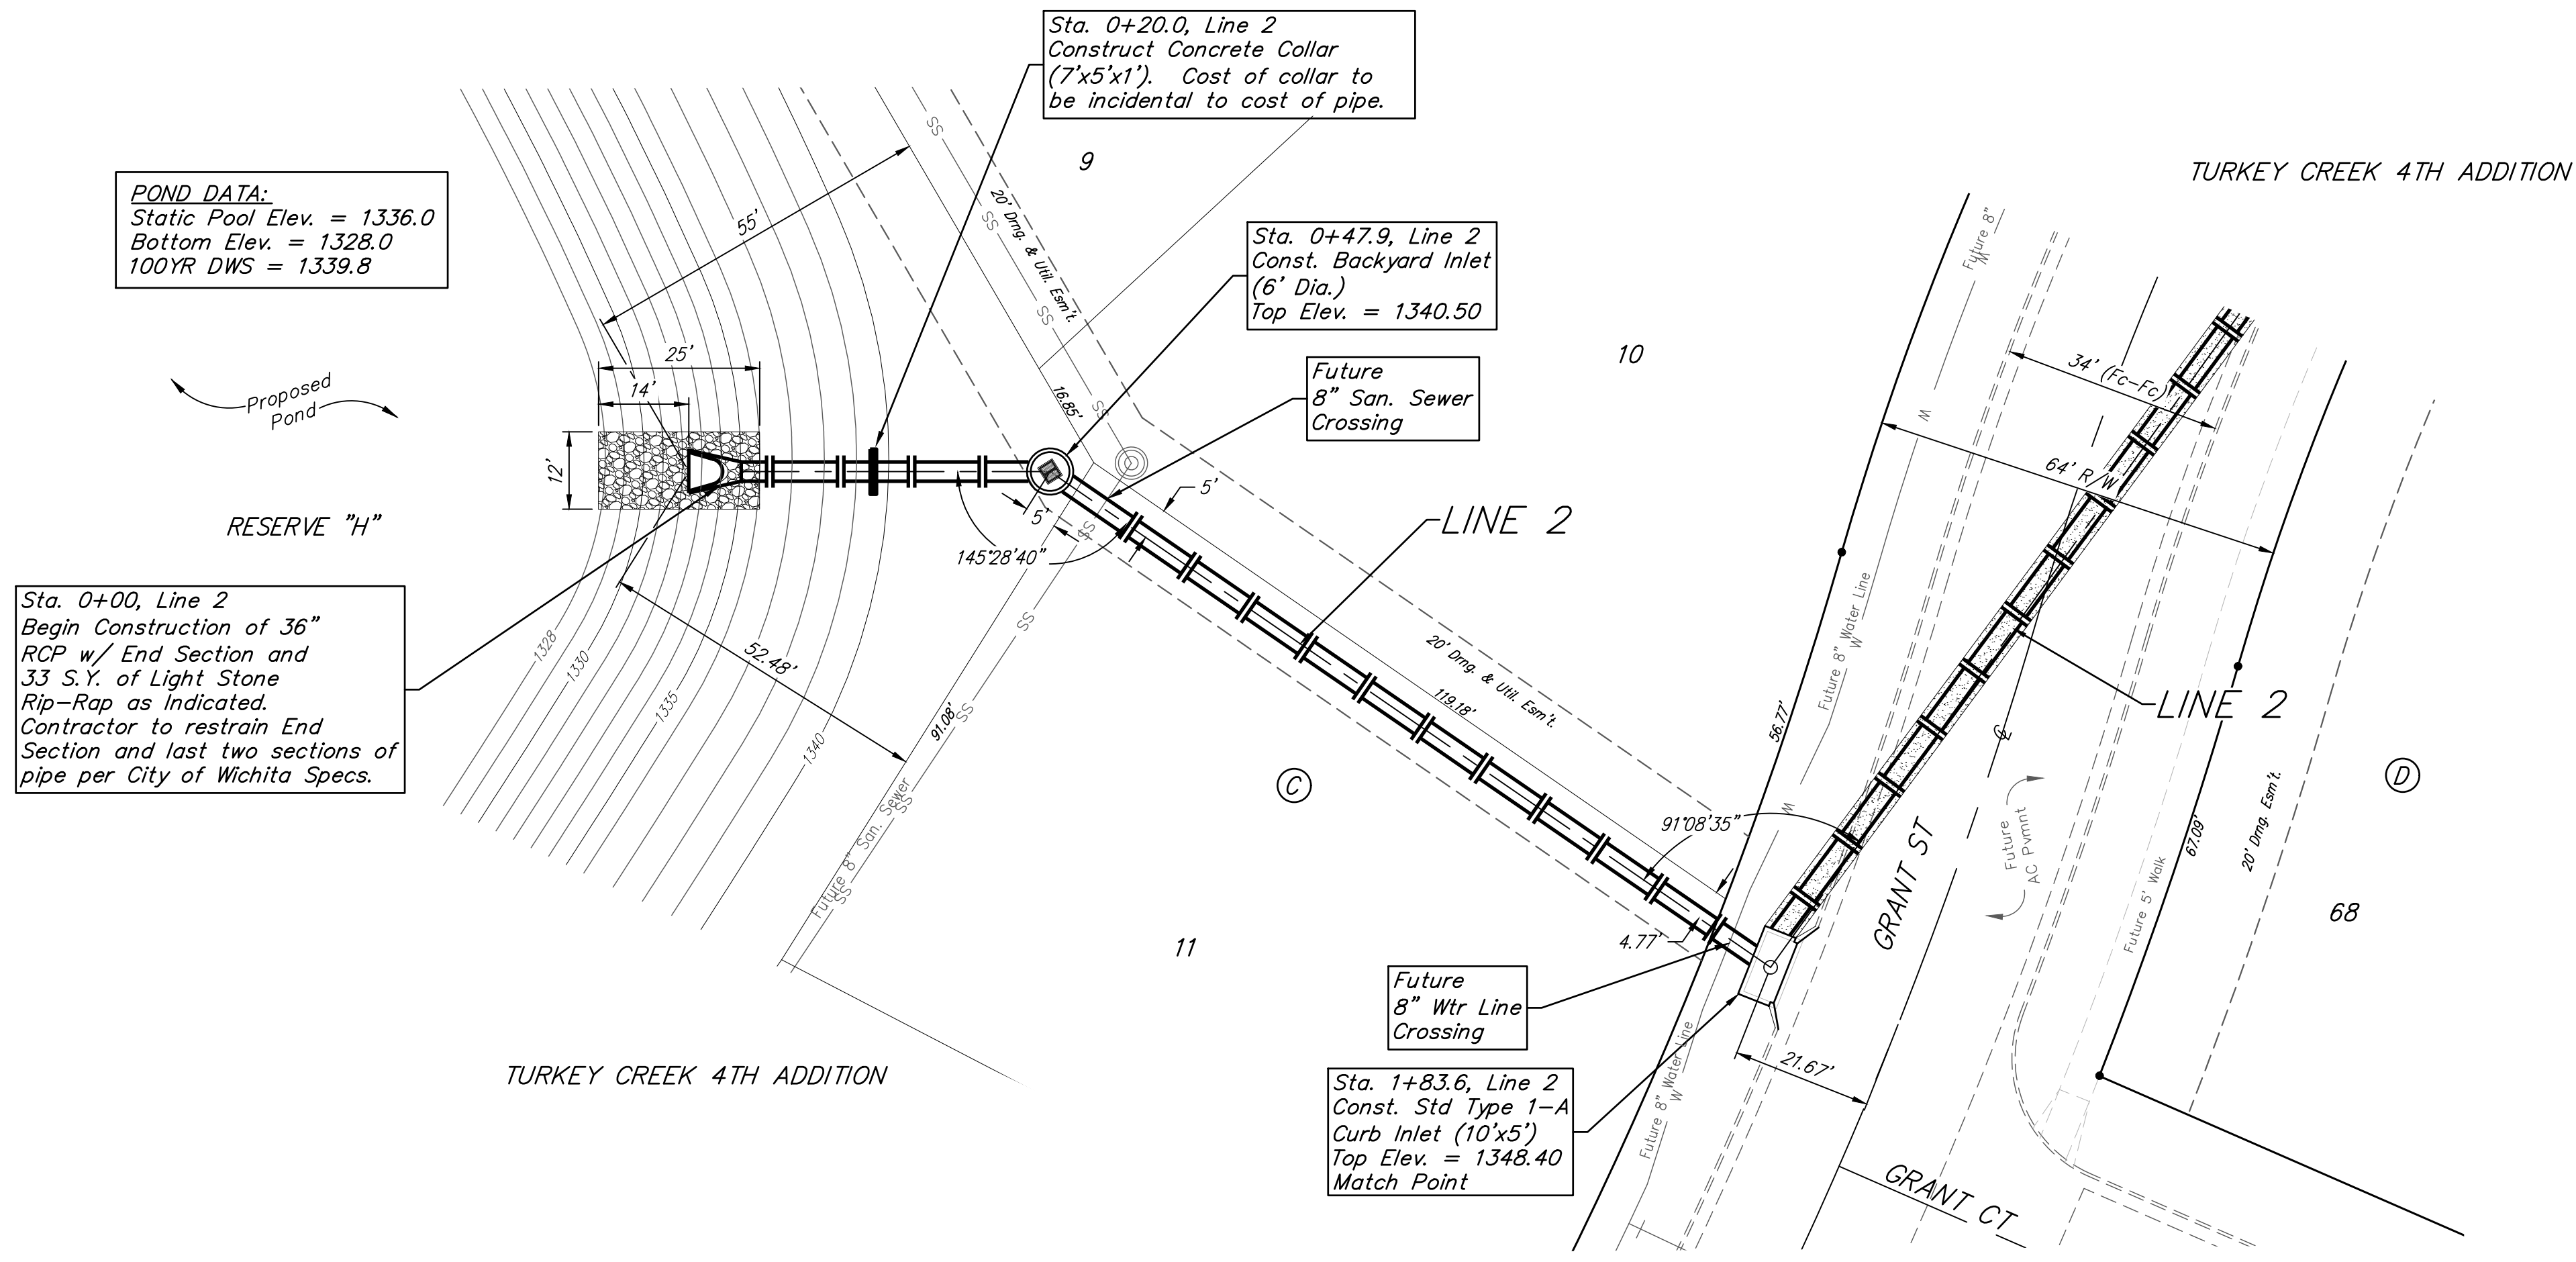 Sta. 0+20.0, Line 2
Construct Concrete Collar
(7'x5'x1').  Cost of collar to
be incidental to cost of pipe.
9
TURKEY CREEK 4TH ADDITION
POND DATA:
Static Pool Elev. = 1336.0
Bottom Elev. = 1328.0
100YR DWS = 1339.8
55'
SS
SS
SS
SS
20' Drng. & Util. Esm't.
Sta. 0+47.9, Line 2
Const. Backyard Inlet
(6' Dia.)
Top Elev. = 1340.50
Future 8"
W
W
10
34' (Fc-Fc)
25'
14'
12'
Proposed
Pond
16.85'
Future
8" San. Sewer
Crossing
64' R/W
RESERVE "H"
5'
5'
SS
145°28'40"
LINE 2
Sta. 0+00, Line 2
Begin Construction of 36"
RCP w/ End Section and
33 S.Y. of Light Stone
Rip-Rap as Indicated.
Contractor to restrain End
Section and last two sections of
pipe per City of Wichita Specs.
1328
1330
1335
1340
52.48'
91.08'
SS
SS
SS
SS
Future 8" San. Sewer
20' Drng. & Util. Esm't.
119.18'
Future 8" Water Line
W
W
56.77'
LINE 2
℄
C
D
91°08'35"
GRANT ST
Future
AC Pvmnt
Future 5' Walk
67.09'
20' Drng. Esm't.
68
11
4.77'
Future
8" Wtr Line
Crossing
Future 8" Water Line
W
21.67'
TURKEY CREEK 4TH ADDITION
Sta. 1+83.6, Line 2
Const. Std Type 1-A
Curb Inlet (10'x5')
Top Elev. = 1348.40
Match Point
GRANT CT